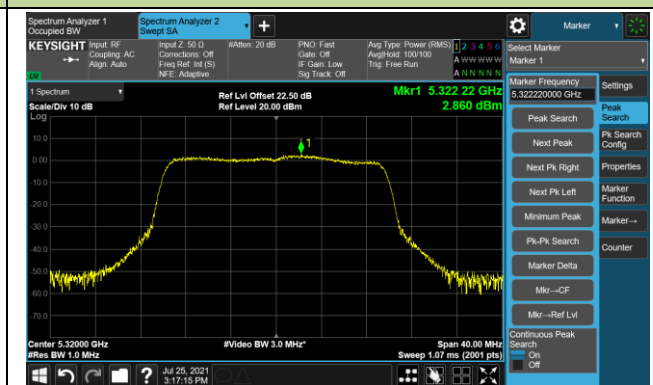 Spectrum Analyzer 1
Occupied BW
Spectrum Analyzer 2
Swept SA
+
Marker
KEYSIGHT
Input: RF
Coupling: AC
Align: Auto
Input Z: 50 Ω
Corrections: Off
Freq Ref: Int (S)
NFE: Adaptive
#Atten: 20 dB
PNO: Fast
Gate: Off
IF Gain: Low
Sig Track: Off
Avg Type: Power (RMS)
Avg|Hold: 100/100
Trig: Free Run
1 2 3 4 5 6
A W W W W W
A N N N N N
LXI
Select Marker
Marker 1
1 Spectrum
Scale/Div 10 dB
Log
Ref Lvl Offset 22.50 dB
Ref Level 20.00 dBm
Mkr1 5.322 22 GHz
2.860 dBm
1
10.0
0.00
-10.0
-20.0
-30.0
-40.0
-50.0
-60.0
-70.0
Center 5.32000 GHz
#Res BW 1.0 MHz
#Video BW 3.0 MHz*
Span 40.00 MHz
Sweep 1.07 ms (2001 pts)
Marker Frequency
5.322220000 GHz
Peak Search
Next Peak
Next Pk Right
Next Pk Left
Minimum Peak
Pk-Pk Search
Marker Delta
Mkr→CF
Mkr→Ref Lvl
Continuous Peak
Search
On
Off
Settings
Peak
Search
Pk Search
Config
Properties
Marker
Function
Marker→
Counter
?
Jul 25, 2021
3:17:15 PM